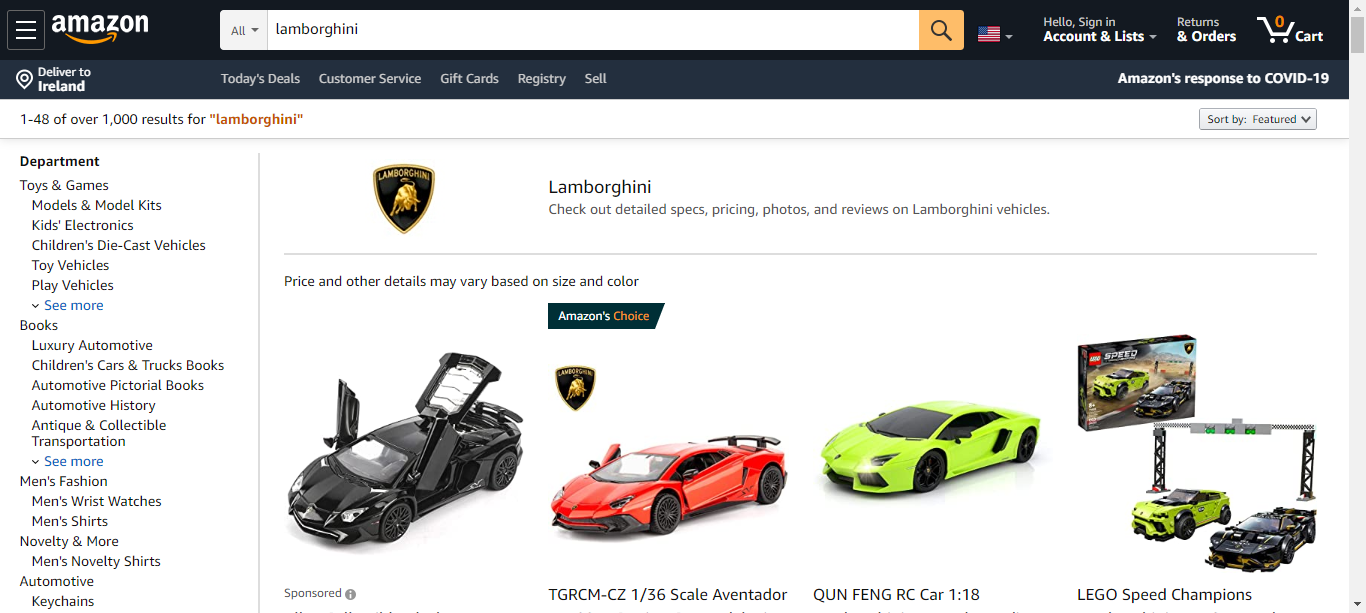 amazon
All
lamborghini
Hello, Sign in
Account & Lists
Returns
& Orders
0
Cart
Deliver to
Ireland
Today's Deals
Customer Service
Gift Cards
Registry
Sell
Amazon's response to COVID-19
1-48 of over 1,000 results for "lamborghini"
Sort by: Featured
Department
Toys & Games
Models & Model Kits
Kids' Electronics
Children's Die-Cast Vehicles
Toy Vehicles
Play Vehicles
See more
Books
Luxury Automotive
Children's Cars & Trucks Books
Automotive Pictorial Books
Automotive History
Antique & Collectible
Transportation
See more
Men's Fashion
Men's Wrist Watches
Men's Shirts
Novelty & More
Men's Novelty Shirts
Automotive
Keychains
LAMBORGHINI
Lamborghini
Check out detailed specs, pricing, photos, and reviews on Lamborghini vehicles.
Price and other details may vary based on size and color
Amazon's Choice
LAMBORGHINI
LEGO SPEED
Sponsored
TGRCM-CZ 1/36 Scale Aventador
QUN FENG RC Car 1:18
LEGO Speed Champions